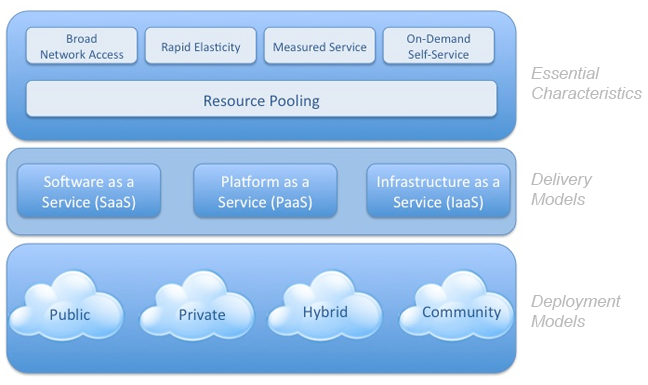 Broad
Network Access
Rapid Elasticity
Measured Service
On-Demand
Self-Service
Resource Pooling
Essential
Characteristics
Software as a
Service (SaaS)
Platform as a
Service (PaaS)
Infrastructure as a
Service (IaaS)
Delivery
Models
Public
Private
Hybrid
Community
Deployment
Models